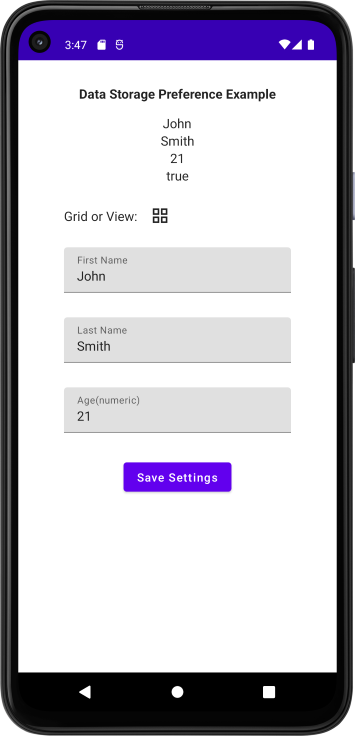 3:47
Data Storage Preference Example
John
Smith
21
true
Grid or View:
First Name
John
Last Name
Smith
Age(numeric)
21
Save Settings